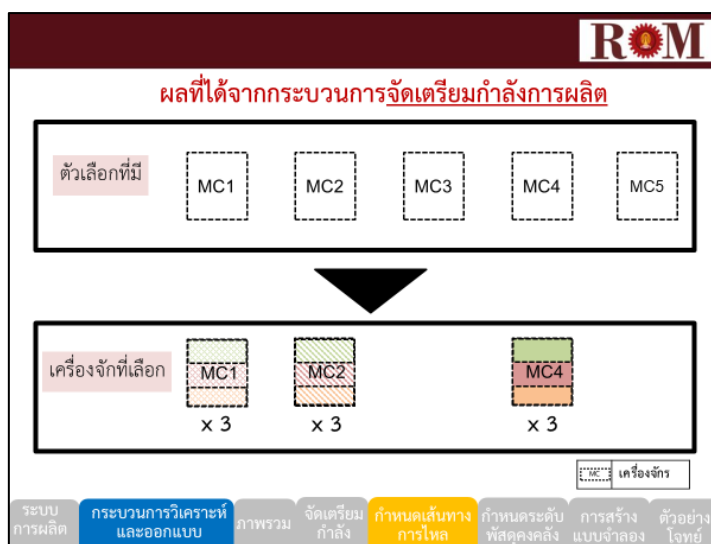 ROM
ผลที่ได้จากกระบวนการจัดเตรียมกำลังการผลิต
ตัวเลือกที่มี
MC1 MC2 MC3 MC4 MC5
เครื่องจักที่เลือก
MC1 MC2 MC4
x 3 x 3 x 3
MC เครื่องจักร
ระบบ
การผลิต
กระบวนการวิเคราะห์
และออกแบบ
ภาพรวม
จัดเตรียม
กำลัง
กำหนดเส้นทาง
การไหล
กำหนดระดับ
พัสดุคงคลัง
การสร้าง
แบบจำลอง
ตัวอย่าง
โจทย์